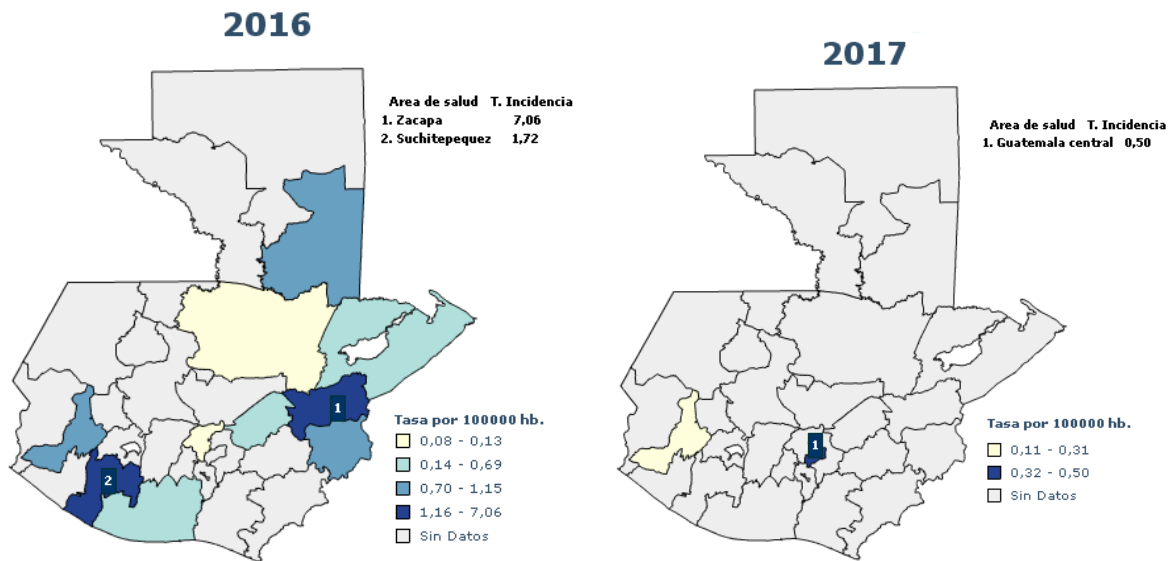 2016
Area de salud T. Incidencia
1. Zacapa 7,06
2. Suchitepequez 1,72
1
2
Tasa por 100000 hb.
0,08 - 0,13
0,14 - 0,69
0,70 - 1,15
1,16 - 7,06
Sin Datos
2017
Area de salud T. Incidencia
1. Guatemala central 0,50
1
Tasa por 100000 hb.
0,11 - 0,31
0,32 - 0,50
Sin Datos